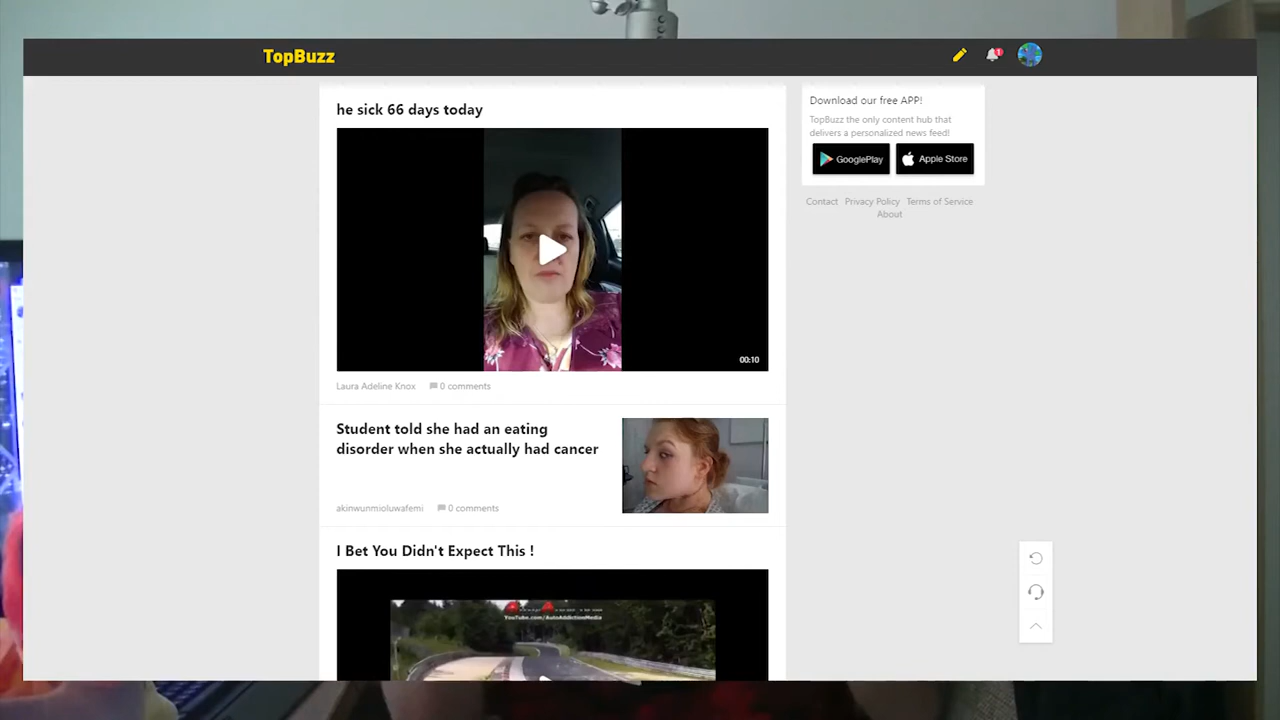 TopBuzz
1
he sick 66 days today
00:10
Laura Adeline Knox 0 comments
Student told she had an eating
disorder when she actually had cancer
akinwunmioluwafemi 0 comments
I Bet You Didn't Expect This !
YouTube.com/AutoAddictionMedia
Download our free APP!
TopBuzz the only content hub that
delivers a personalized news feed!
GooglePlay Apple Store
Contact Privacy Policy Terms of Service
About